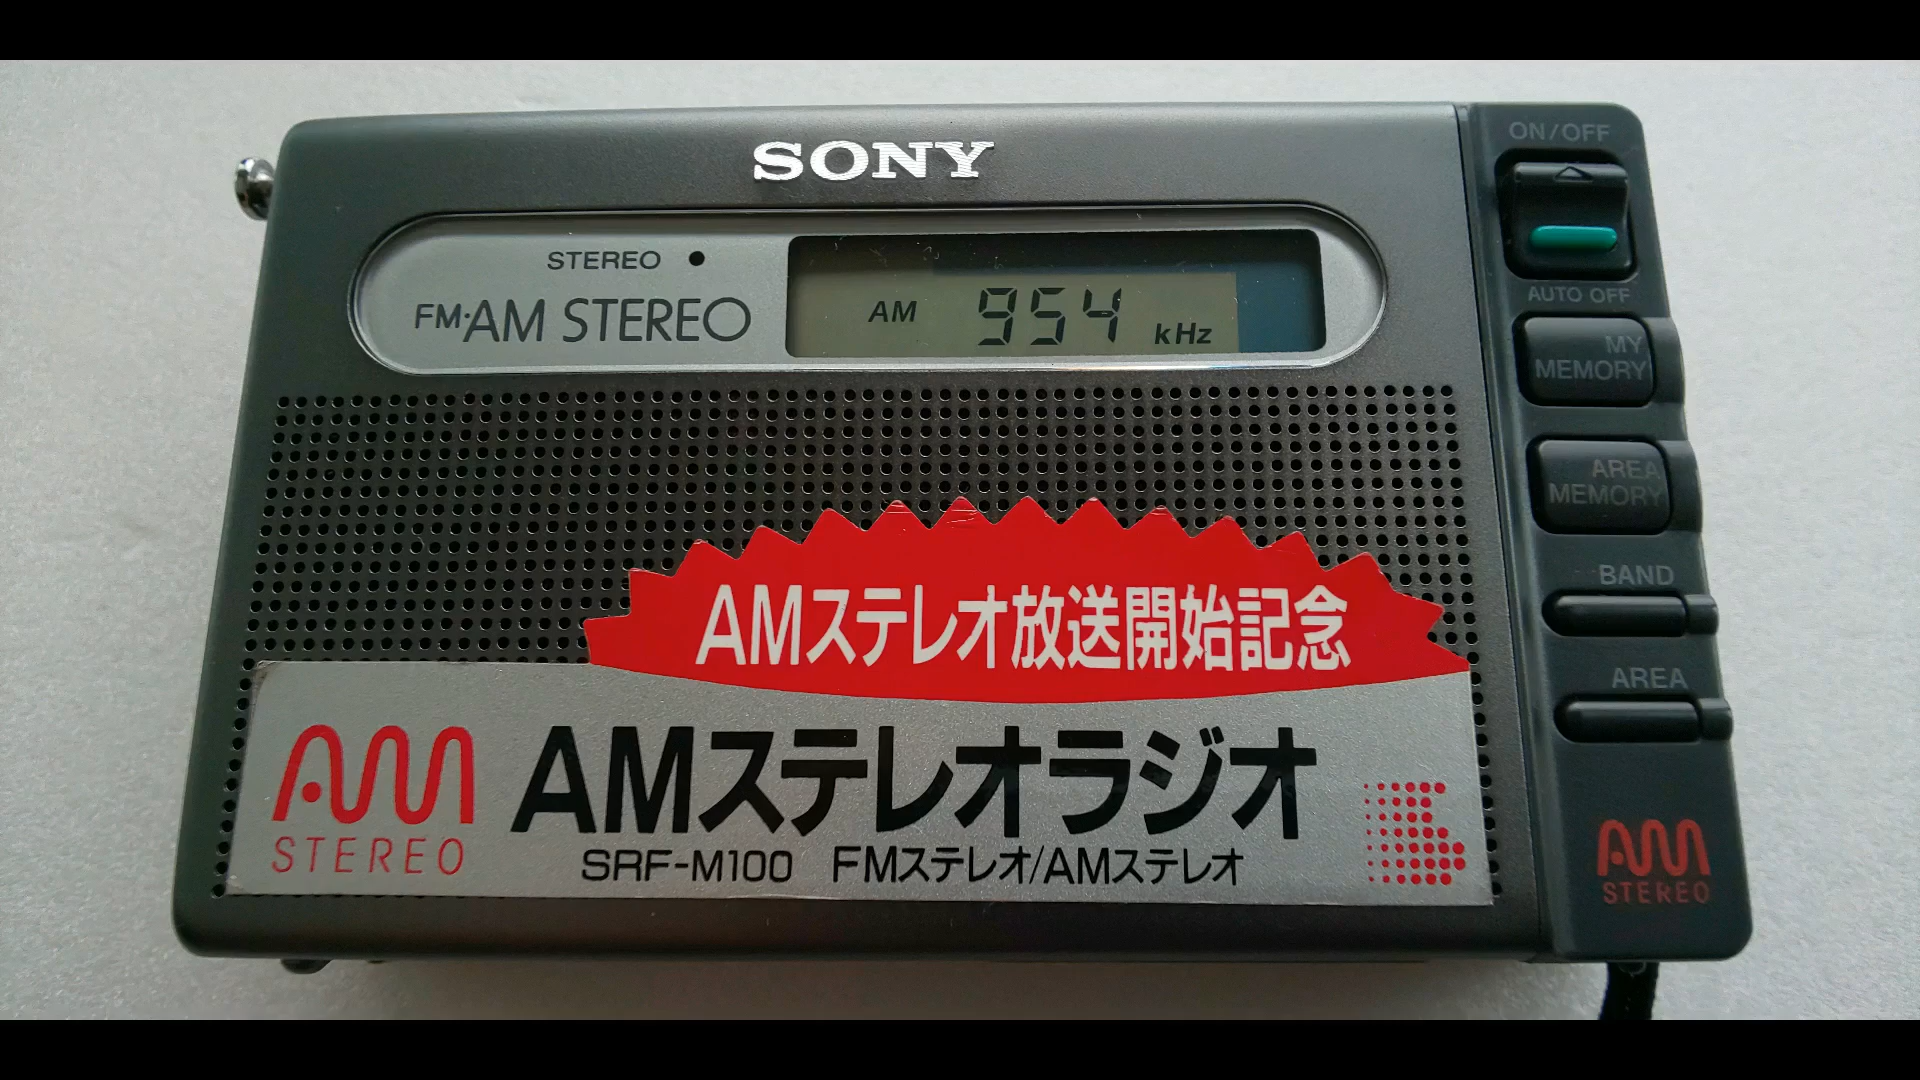 SONY
ON/OFF
STEREO
FM·AM STEREO
AM 954 kHz
AUTO OFF
MY
MEMORY
AREA
MEMORY
BAND
AREA
AMステレオ放送開始記念
AM
STEREO
AMステレオラジオ
SRF-M100 FMステレオ/AMステレオ
AM
STEREO